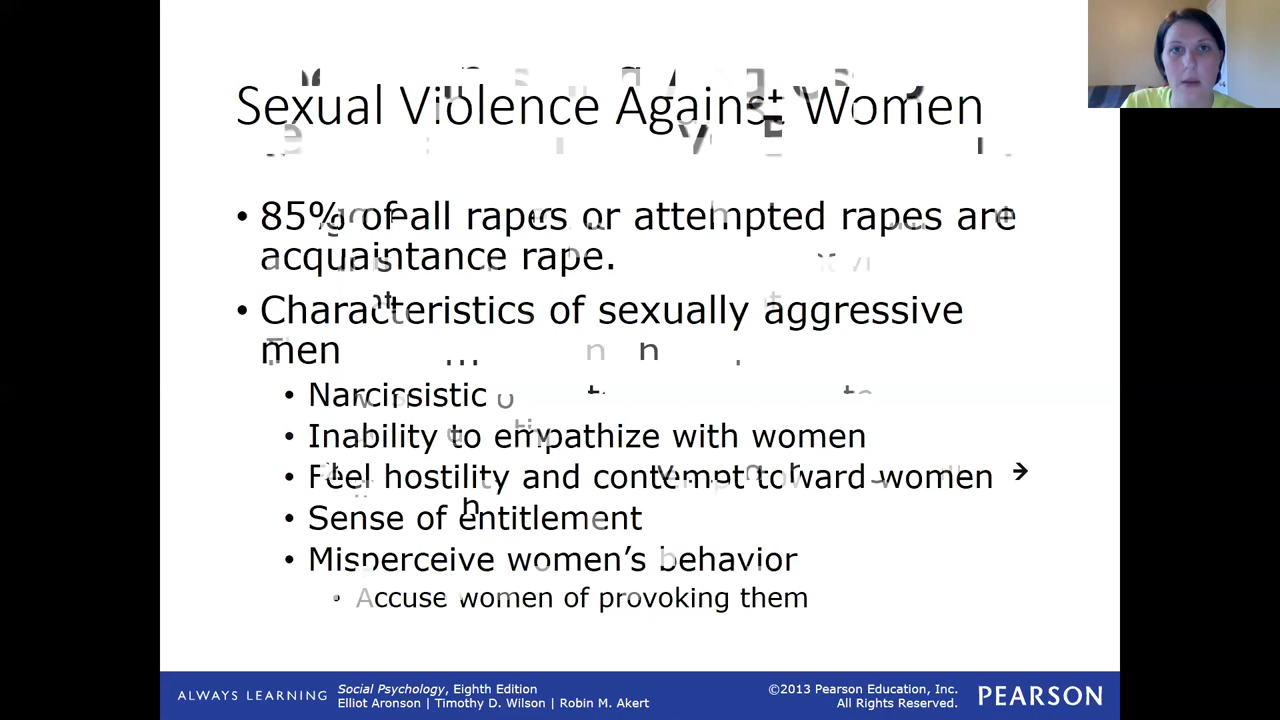 Sexual Violence Against Women
• 85% of all rapes or attempted rapes are
acquaintance rape.
• Characteristics of sexually aggressive
men
• Narcissistic
• Inability to empathize with women
• Feel hostility and contempt toward women →
• Sense of entitlement
• Misperceive women’s behavior
• Accuse women of provoking them
ALWAYS LEARNING
Social Psychology, Eighth Edition
Elliot Aronson | Timothy D. Wilson | Robin M. Akert
©2013 Pearson Education, Inc.
All Rights Reserved.
PEARSON